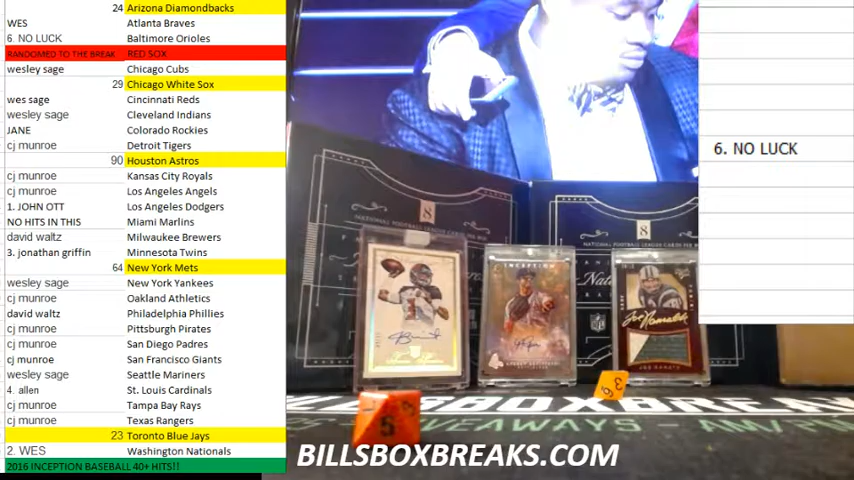 24 Arizona Diamondbacks
WES Atlanta Braves
6. NO LUCK Baltimore Orioles
RANDOMED TO THE BREAK RED SOX
wesley sage Chicago Cubs
29 Chicago White Sox
wes sage Cincinnati Reds
wesley sage Cleveland Indians
JANE Colorado Rockies
cj munroe Detroit Tigers
90 Houston Astros
cj munroe Kansas City Royals
cj munroe Los Angeles Angels
1. JOHN OTT Los Angeles Dodgers
NO HITS IN THIS Miami Marlins
david waltz Milwaukee Brewers
3. jonathan griffin Minnesota Twins
64 New York Mets
wesley sage New York Yankees
cj munroe Oakland Athletics
david waltz Philadelphia Phillies
cj munroe Pittsburgh Pirates
cj munroe San Diego Padres
cj munroe San Francisco Giants
wesley sage Seattle Mariners
4. allen St. Louis Cardinals
cj munroe Tampa Bay Rays
cj munroe Texas Rangers
23 Toronto Blue Jays
2. WES Washington Nationals
2016 INCEPTION BASEBALL 40+ HITS!!
6. NO LUCK
8
8
INCEPTION
Joe Namath
JOE NAMATH
5
BILLSBOXBREAKS.COM